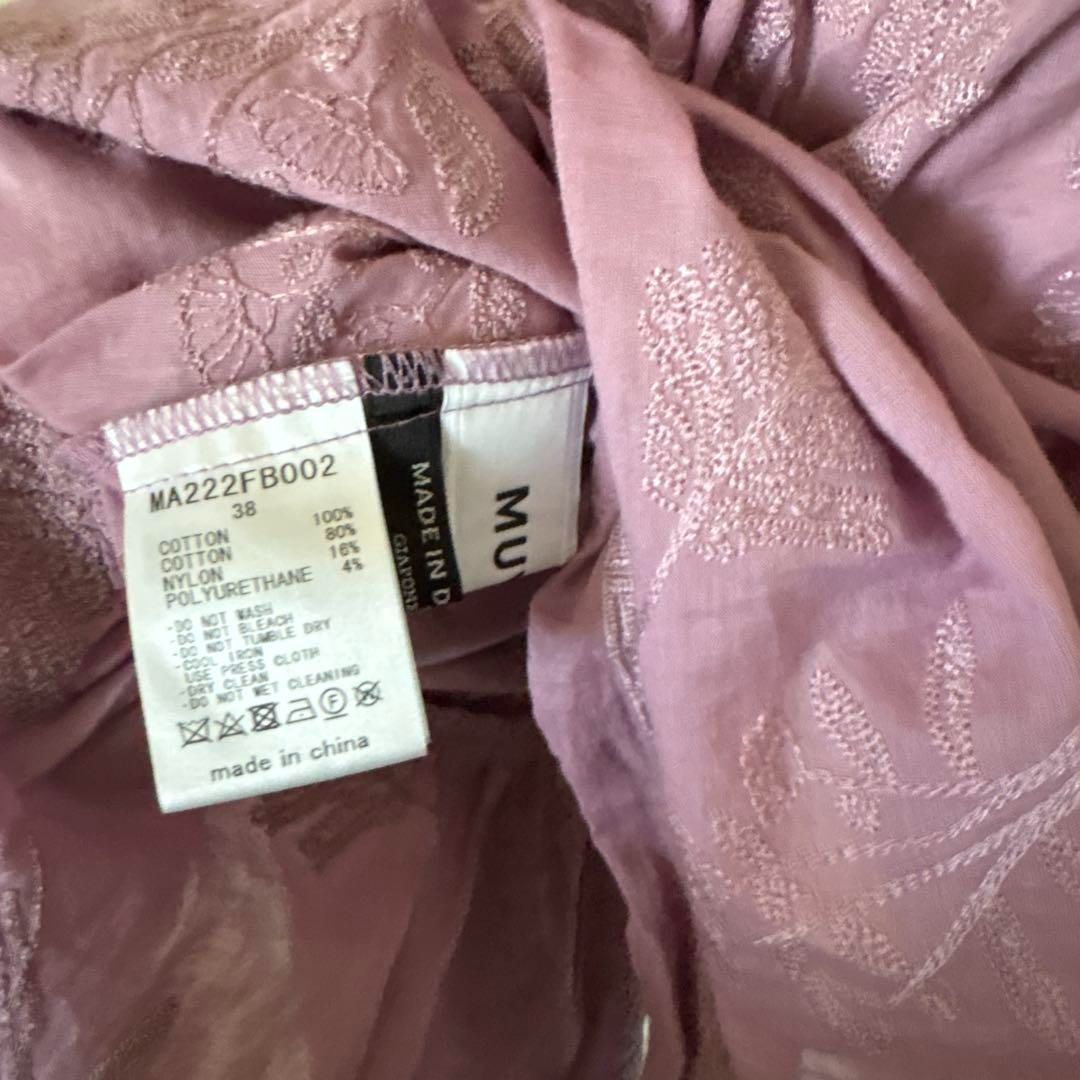 MA222FB002
38
100%
COTTON 80%
COTTON 16%
NYLON 4%
POLYURETHANE
-DO NOT WASH
-DO NOT BLEACH
-DO NOT TUMBLE DRY
-COOL IRON
USE PRESS CLOTH
-DRY CLEAN
-DO NOT WET CLEANING
F
made in china
MADE IN D
MU